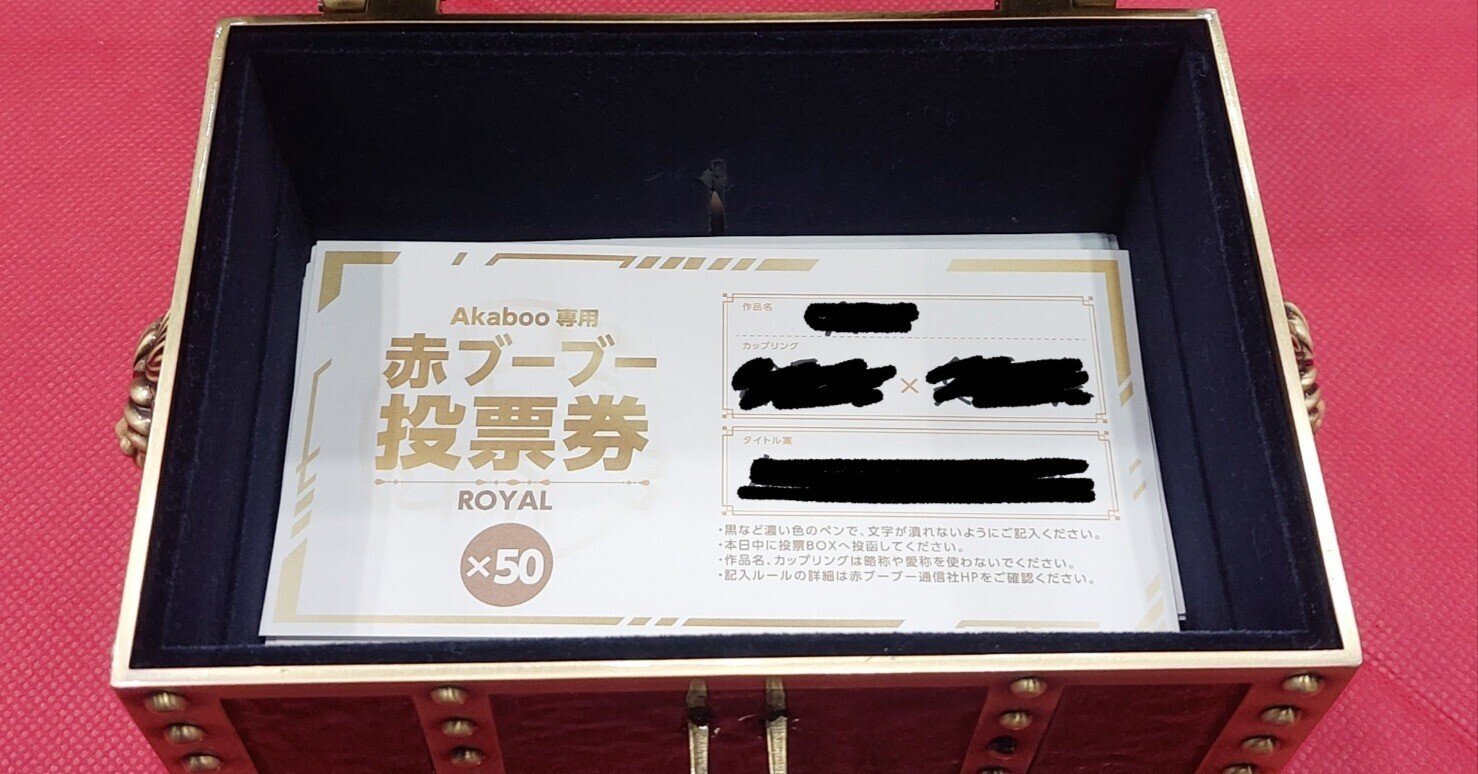 Akaboo 専用
赤ブーブー
投票券
ROYAL
×50
作品名
カップリング
×
タイトル案
・黒など濃い色のペンで、文字が潰れないようにご記入ください。
・本日中に投票BOXへ投函してください。
・作品名、カップリングは略称や愛称を使わないでください。
・記入ルールの詳細は赤ブーブー通信社HPをご確認ください。